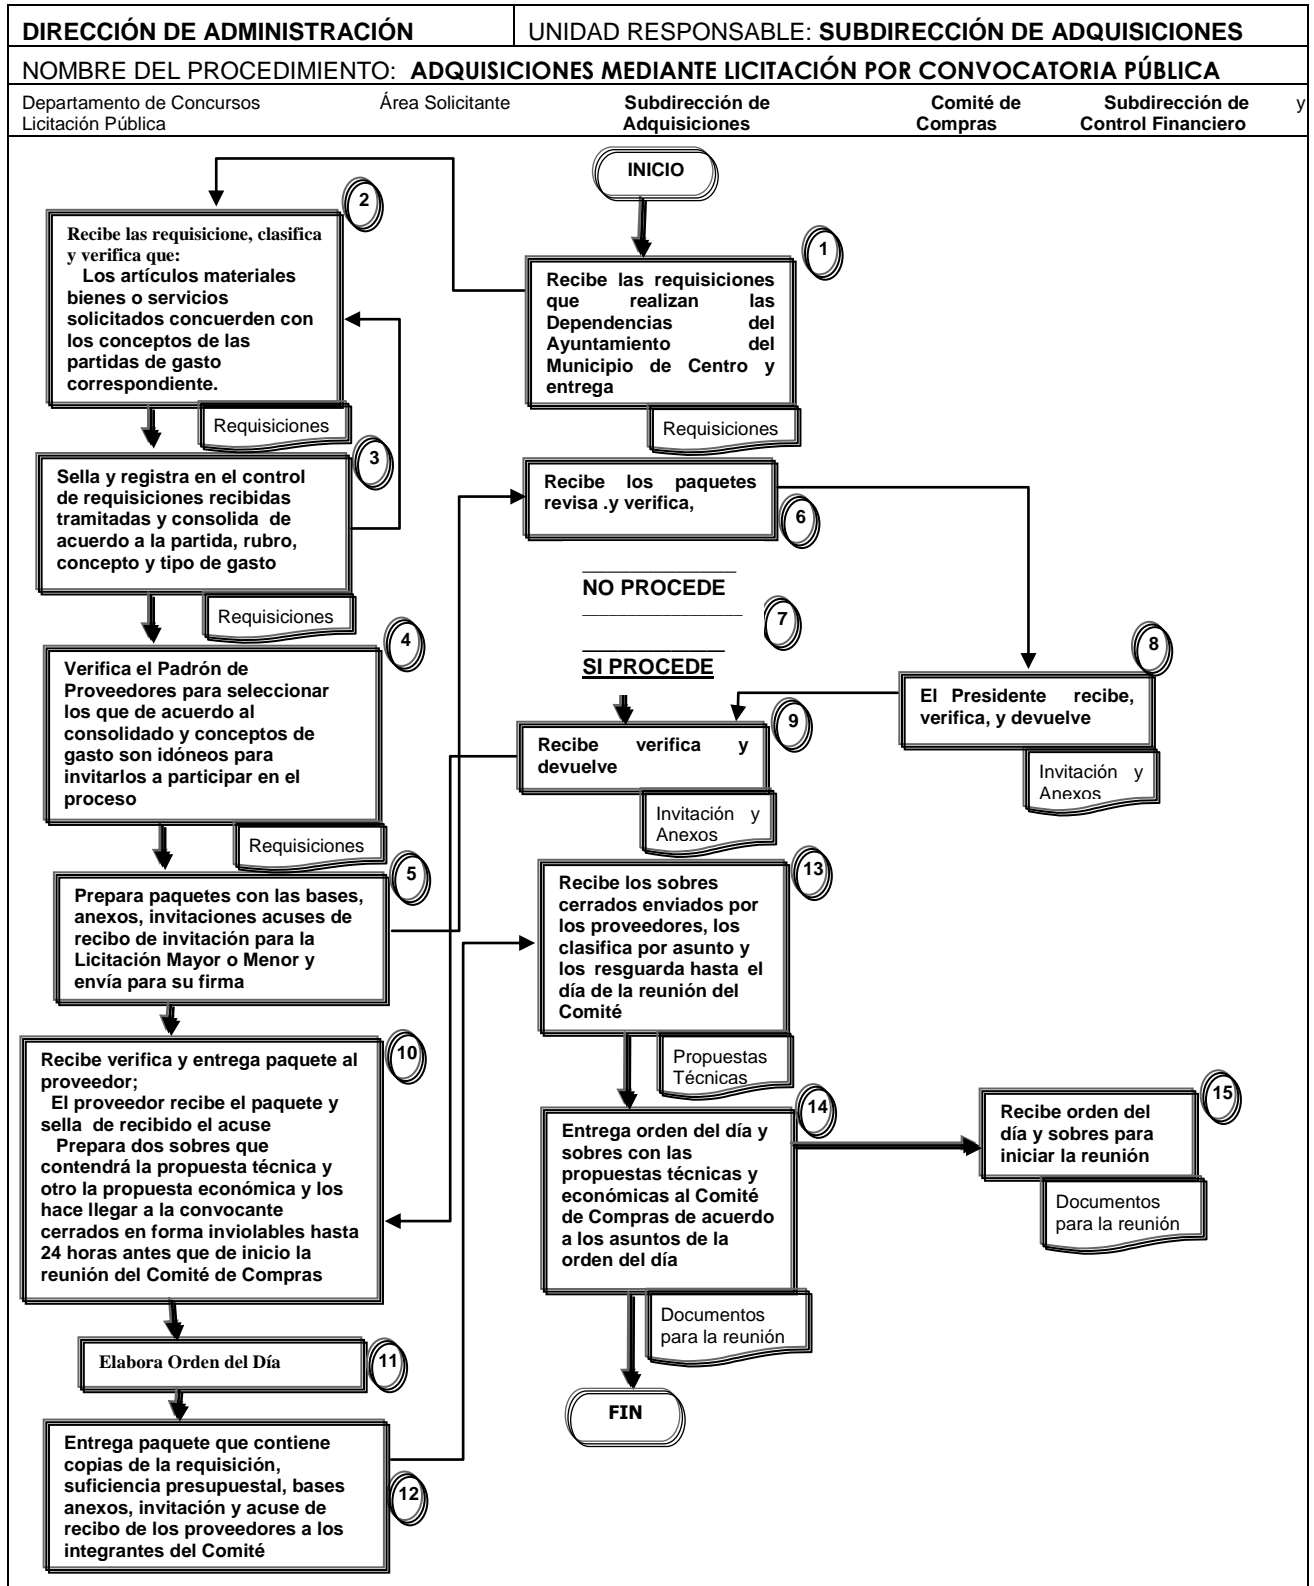 DIRECCIÓN DE ADMINISTRACIÓN
UNIDAD RESPONSABLE: SUBDIRECCIÓN DE ADQUISICIONES
NOMBRE DEL PROCEDIMIENTO: ADQUISICIONES MEDIANTE LICITACIÓN POR CONVOCATORIA PÚBLICA
Departamento de Concursos Área Solicitante Subdirección de Comité de Subdirección de y
Licitación Pública Adquisiciones Compras Control Financiero
INICIO
1
Recibe las requisiciones
que realizan las
Dependencias del
Ayuntamiento del
Municipio de Centro y
entrega
Requisiciones
2
Recibe las requisicione, clasifica
y verifica que:
Los artículos materiales
bienes o servicios
solicitados concuerden con
los conceptos de las
partidas de gasto
correspondiente.
Requisiciones
3
Sella y registra en el control
de requisiciones recibidas
tramitadas y consolida de
acuerdo a la partida, rubro,
concepto y tipo de gasto
Requisiciones
4
Verifica el Padrón de
Proveedores para seleccionar
los que de acuerdo al
consolidado y conceptos de
gasto son idóneos para
invitarlos a participar en el
proceso
Requisiciones
5
Prepara paquetes con las bases,
anexos, invitaciones acuses de
recibo de invitación para la
Licitación Mayor o Menor y
envía para su firma
Recibe los paquetes
revisa .y verifica,
6
NO PROCEDE
7
SI PROCEDE
8
El Presidente recibe,
verifica, y devuelve
Invitación y
Anexos
9
Recibe verifica y
devuelve
Invitación y
Anexos
10
Recibe verifica y entrega paquete al
proveedor;
El proveedor recibe el paquete y
sella de recibido el acuse
Prepara dos sobres que
contendrá la propuesta técnica y
otro la propuesta económica y los
hace llegar a la convocante
cerrados en forma inviolables hasta
24 horas antes que de inicio la
reunión del Comité de Compras
Elabora Orden del Día
11
Entrega paquete que contiene
copias de la requisición,
suficiencia presupuestal, bases
anexos, invitación y acuse de
recibo de los proveedores a los
integrantes del Comité
12
13
Recibe los sobres
cerrados enviados por
los proveedores, los
clasifica por asunto y
los resguarda hasta el
día de la reunión del
Comité
Propuestas
Técnicas
14
Entrega orden del día y
sobres con las
propuestas técnicas y
económicas al Comité
de Compras de acuerdo
a los asuntos de la
orden del día
Documentos
para la reunión
15
Recibe orden del
día y sobres para
iniciar la reunión
Documentos
para la reunión
FIN